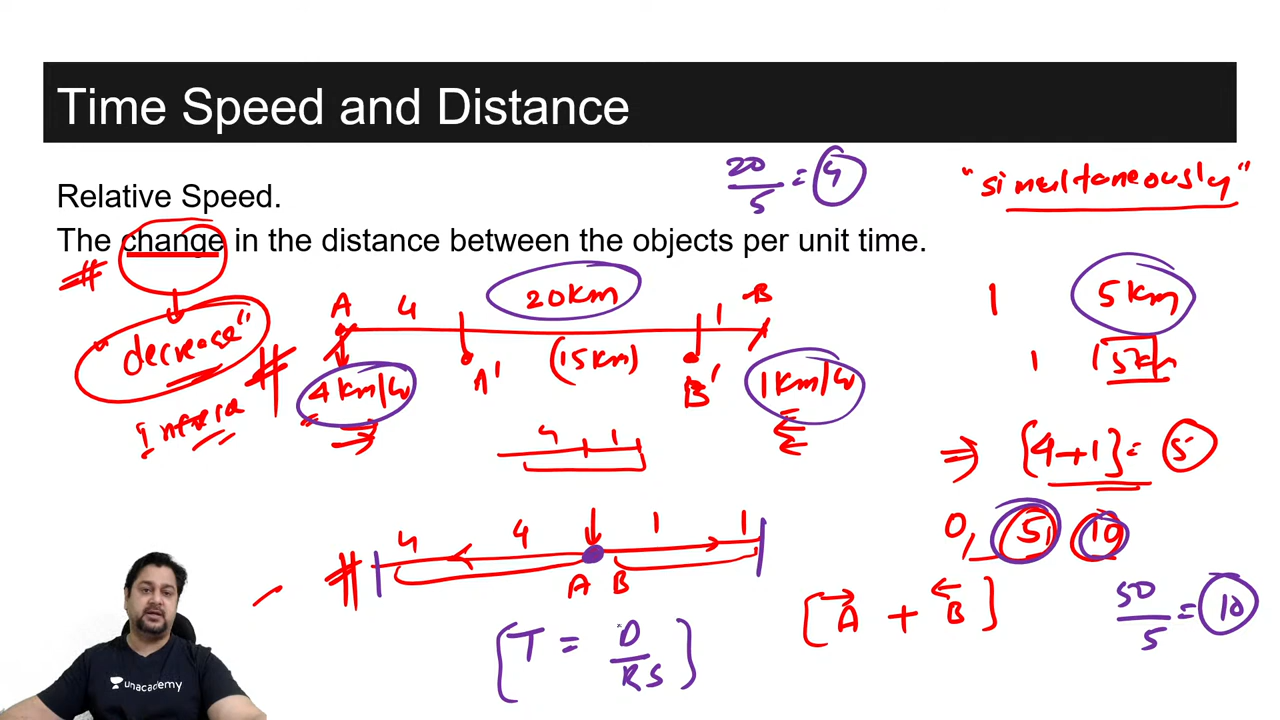 Time Speed and Distance
20/5 = 4
"simultaneously"
Relative Speed.
The change in the distance between the objects per unit time.
#
"decrease"
#
A 4 20km 1 B
1 5km
A' (15km) B'
1 15km
4km/hr 1km/hr
4 1
⇒ [4+1] = 5
# 4 4 1 1
A B
0, 5, 10
[A + B]
50/5 = 10
[T = D/RS]
unacademy